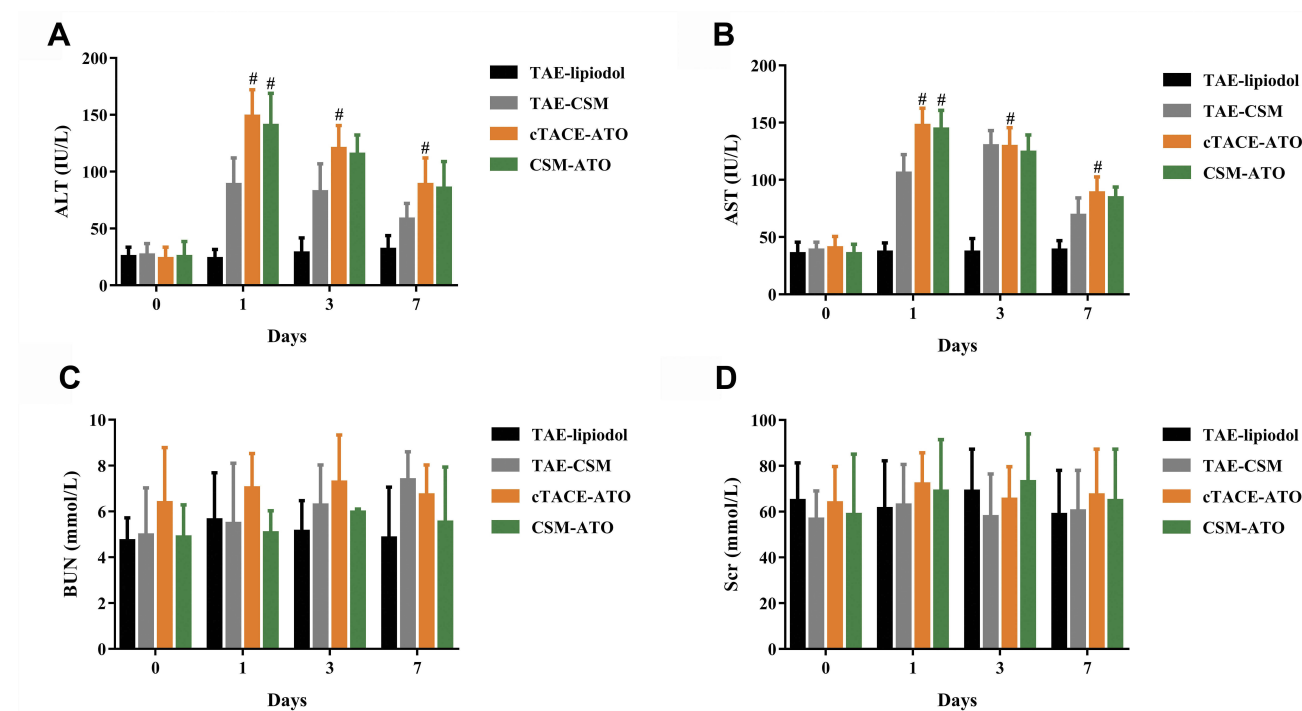 A
ALT (IU/L)
200
150
100
50
0
# # # #
0 1 3 7
Days
TAE-lipiodol
TAE-CSM
cTACE-ATO
CSM-ATO
B
AST (IU/L)
200
150
100
50
0
# # # #
0 1 3 7
Days
TAE-lipiodol
TAE-CSM
cTACE-ATO
CSM-ATO
C
BUN (mmol/L)
10
8
6
4
2
0
0 1 3 7
Days
TAE-lipiodol
TAE-CSM
cTACE-ATO
CSM-ATO
D
Scr (mmol/L)
100
80
60
40
20
0
0 1 3 7
Days
TAE-lipiodol
TAE-CSM
cTACE-ATO
CSM-ATO